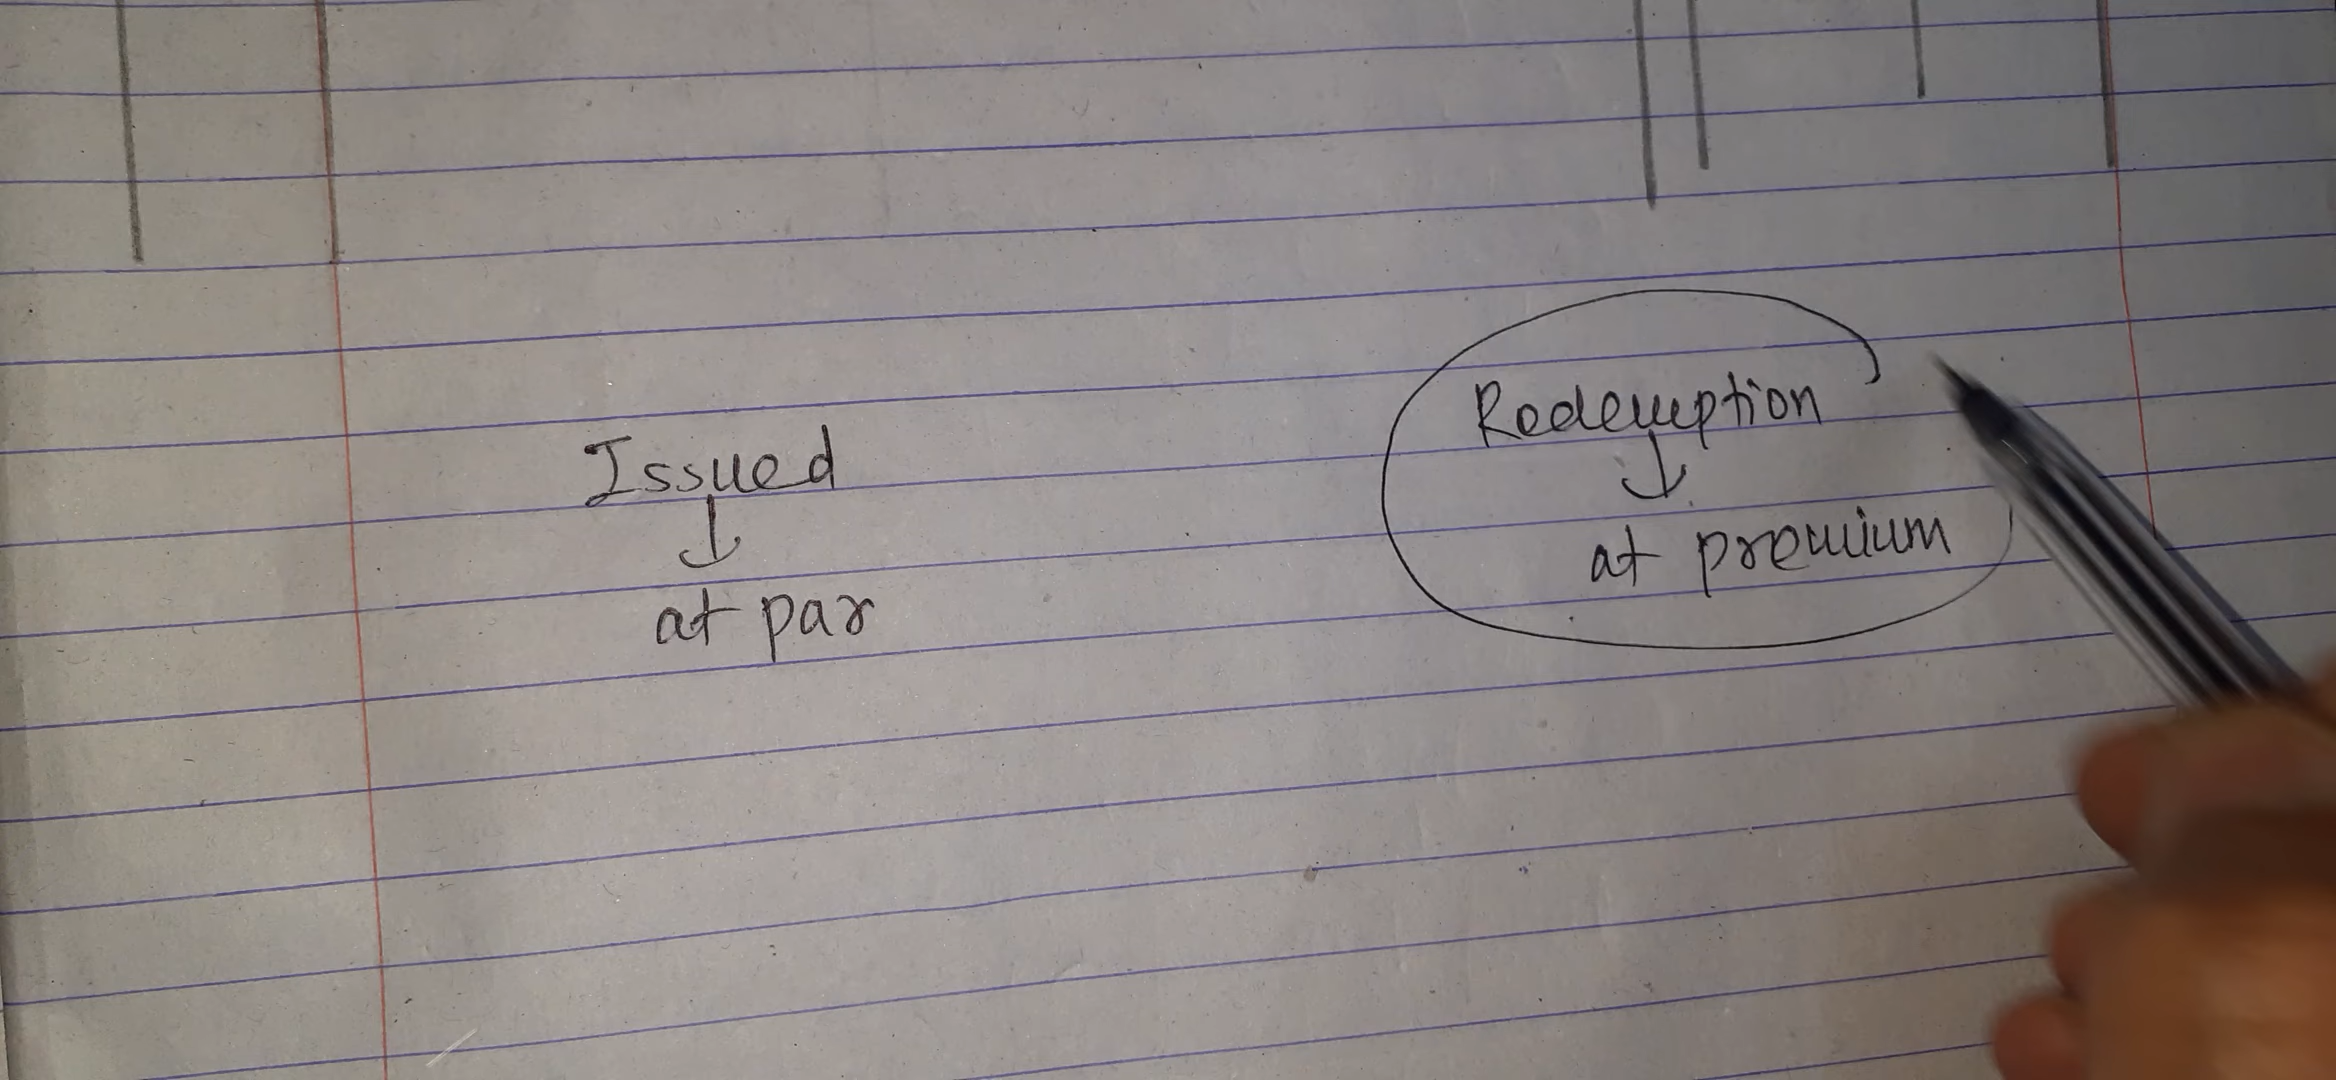 Issued
↓
at par
Redemption
↓
at premium